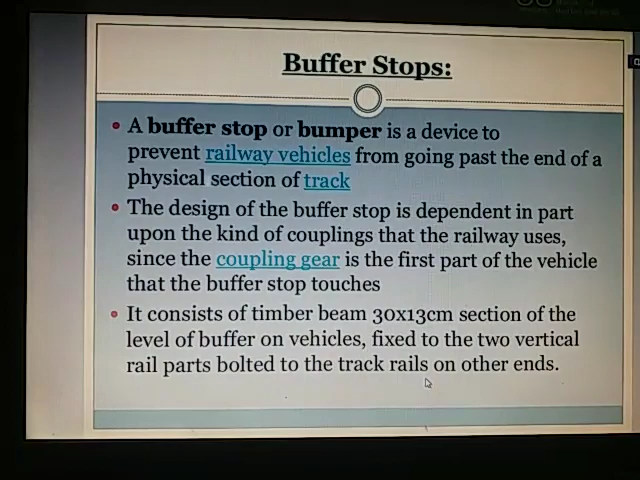 Buffer Stops:
• A buffer stop or bumper is a device to
prevent railway vehicles from going past the end of a
physical section of track
• The design of the buffer stop is dependent in part
upon the kind of couplings that the railway uses,
since the coupling gear is the first part of the vehicle
that the buffer stop touches
• It consists of timber beam 30x13cm section of the
level of buffer on vehicles, fixed to the two vertical
rail parts bolted to the track rails on other ends.